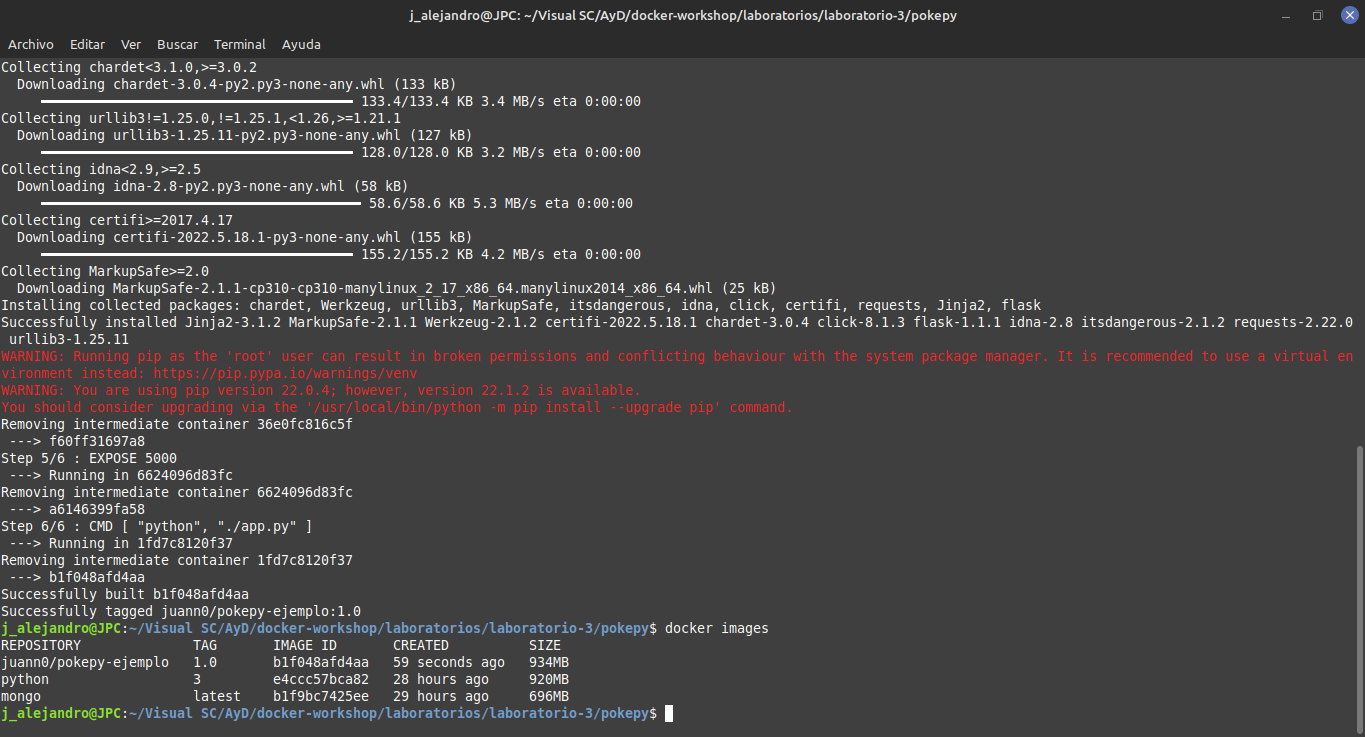 j_alejandro@JPC: ~/Visual SC/AyD/docker-workshop/laboratorios/laboratorio-3/pokepy
Archivo Editar Ver Buscar Terminal Ayuda
Collecting chardet<3.1.0,>=3.0.2
  Downloading chardet-3.0.4-py2.py3-none-any.whl (133 kB)
133.4/133.4 KB 3.4 MB/s eta 0:00:00
Collecting urllib3!=1.25.0,!=1.25.1,<1.26,>=1.21.1
  Downloading urllib3-1.25.11-py2.py3-none-any.whl (127 kB)
128.0/128.0 KB 3.2 MB/s eta 0:00:00
Collecting idna<2.9,>=2.5
  Downloading idna-2.8-py2.py3-none-any.whl (58 kB)
58.6/58.6 KB 5.3 MB/s eta 0:00:00
Collecting certifi>=2017.4.17
  Downloading certifi-2022.5.18.1-py3-none-any.whl (155 kB)
155.2/155.2 KB 4.2 MB/s eta 0:00:00
Collecting MarkupSafe>=2.0
  Downloading MarkupSafe-2.1.1-cp310-cp310-manylinux_2_17_x86_64.manylinux2014_x86_64.whl (25 kB)
Installing collected packages: chardet, Werkzeug, urllib3, MarkupSafe, itsdangerous, idna, click, certifi, requests, Jinja2, flask
Successfully installed Jinja2-3.1.2 MarkupSafe-2.1.1 Werkzeug-2.1.2 certifi-2022.5.18.1 chardet-3.0.4 click-8.1.3 flask-1.1.1 idna-2.8 itsdangerous-2.1.2 requests-2.22.0
 urllib3-1.25.11
WARNING: Running pip as the 'root' user can result in broken permissions and conflicting behaviour with the system package manager. It is recommended to use a virtual en
vironment instead: https://pip.pypa.io/warnings/venv
WARNING: You are using pip version 22.0.4; however, version 22.1.2 is available.
You should consider upgrading via the '/usr/local/bin/python -m pip install --upgrade pip' command.
Removing intermediate container 36e0fc816c5f
 ---> f60ff31697a8
Step 5/6 : EXPOSE 5000
 ---> Running in 6624096d83fc
Removing intermediate container 6624096d83fc
 ---> a6146399fa58
Step 6/6 : CMD [ "python", "./app.py" ]
 ---> Running in 1fd7c8120f37
Removing intermediate container 1fd7c8120f37
 ---> b1f048afd4aa
Successfully built b1f048afd4aa
Successfully tagged juann0/pokepy-ejemplo:1.0
j_alejandro@JPC:~/Visual SC/AyD/docker-workshop/laboratorios/laboratorio-3/pokepy$ docker images
REPOSITORY              TAG       IMAGE ID       CREATED          SIZE
juann0/pokepy-ejemplo   1.0       b1f048afd4aa   59 seconds ago   934MB
python                  3         e4ccc57bca82   28 hours ago     920MB
mongo                   latest    b1f9bc7425ee   29 hours ago     696MB
j_alejandro@JPC:~/Visual SC/AyD/docker-workshop/laboratorios/laboratorio-3/pokepy$